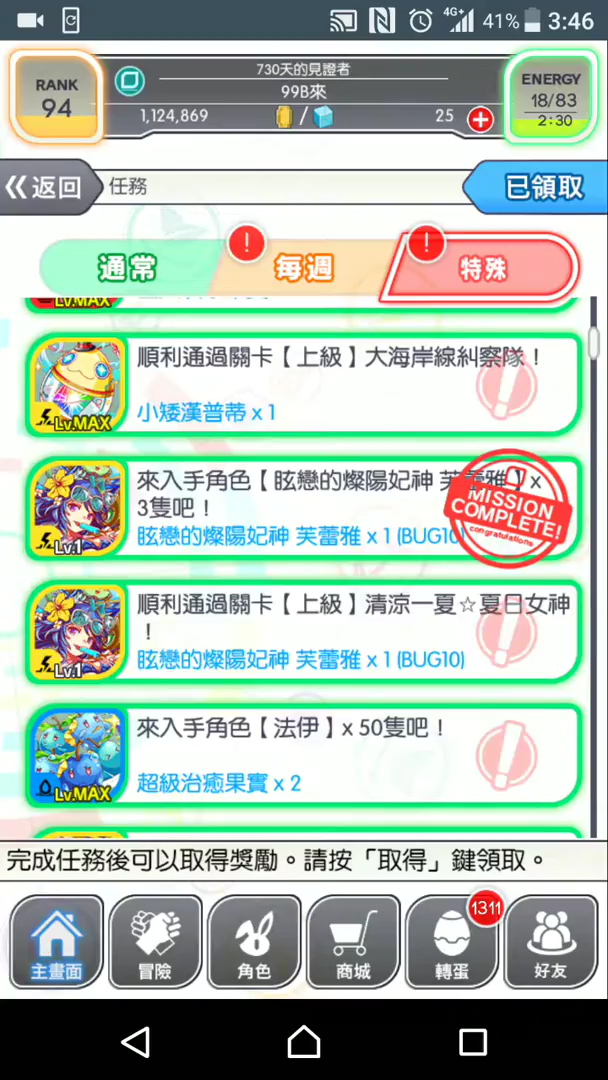 4G+ 41% 3:46
RANK
94
730天的見證者
99B來
1,124,869 / 25
ENERGY
18/83
2:30
返回
任務
已領取
通常
每週
特殊
Lv.MAX
順利通過關卡【上級】大海岸線糾察隊！
小矮漢普蒂 x 1
Lv.MAX
來入手角色【眩戀的燦陽妃神 芙蕾雅】x
3隻吧！
眩戀的燦陽妃神 芙蕾雅 x 1 (BUG10)
Lv.1
MISSION
COMPLETE!
congratulations
順利通過關卡【上級】清涼一夏☆夏日女神
！
眩戀的燦陽妃神 芙蕾雅 x 1 (BUG10)
Lv.1
來入手角色【法伊】x 50隻吧！
超級治癒果實 x 2
Lv.MAX
完成任務後可以取得獎勵。請按「取得」鍵領取。
主畫面
冒險
角色
商城
1311
轉蛋
好友